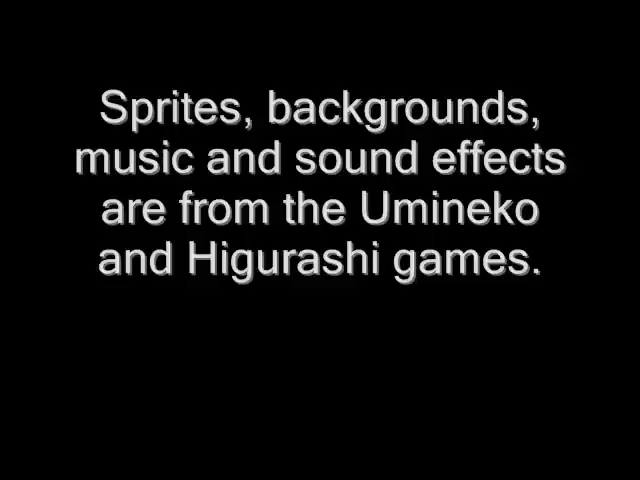 Sprites, backgrounds,
music and sound effects
are from the Umineko
and Higurashi games.